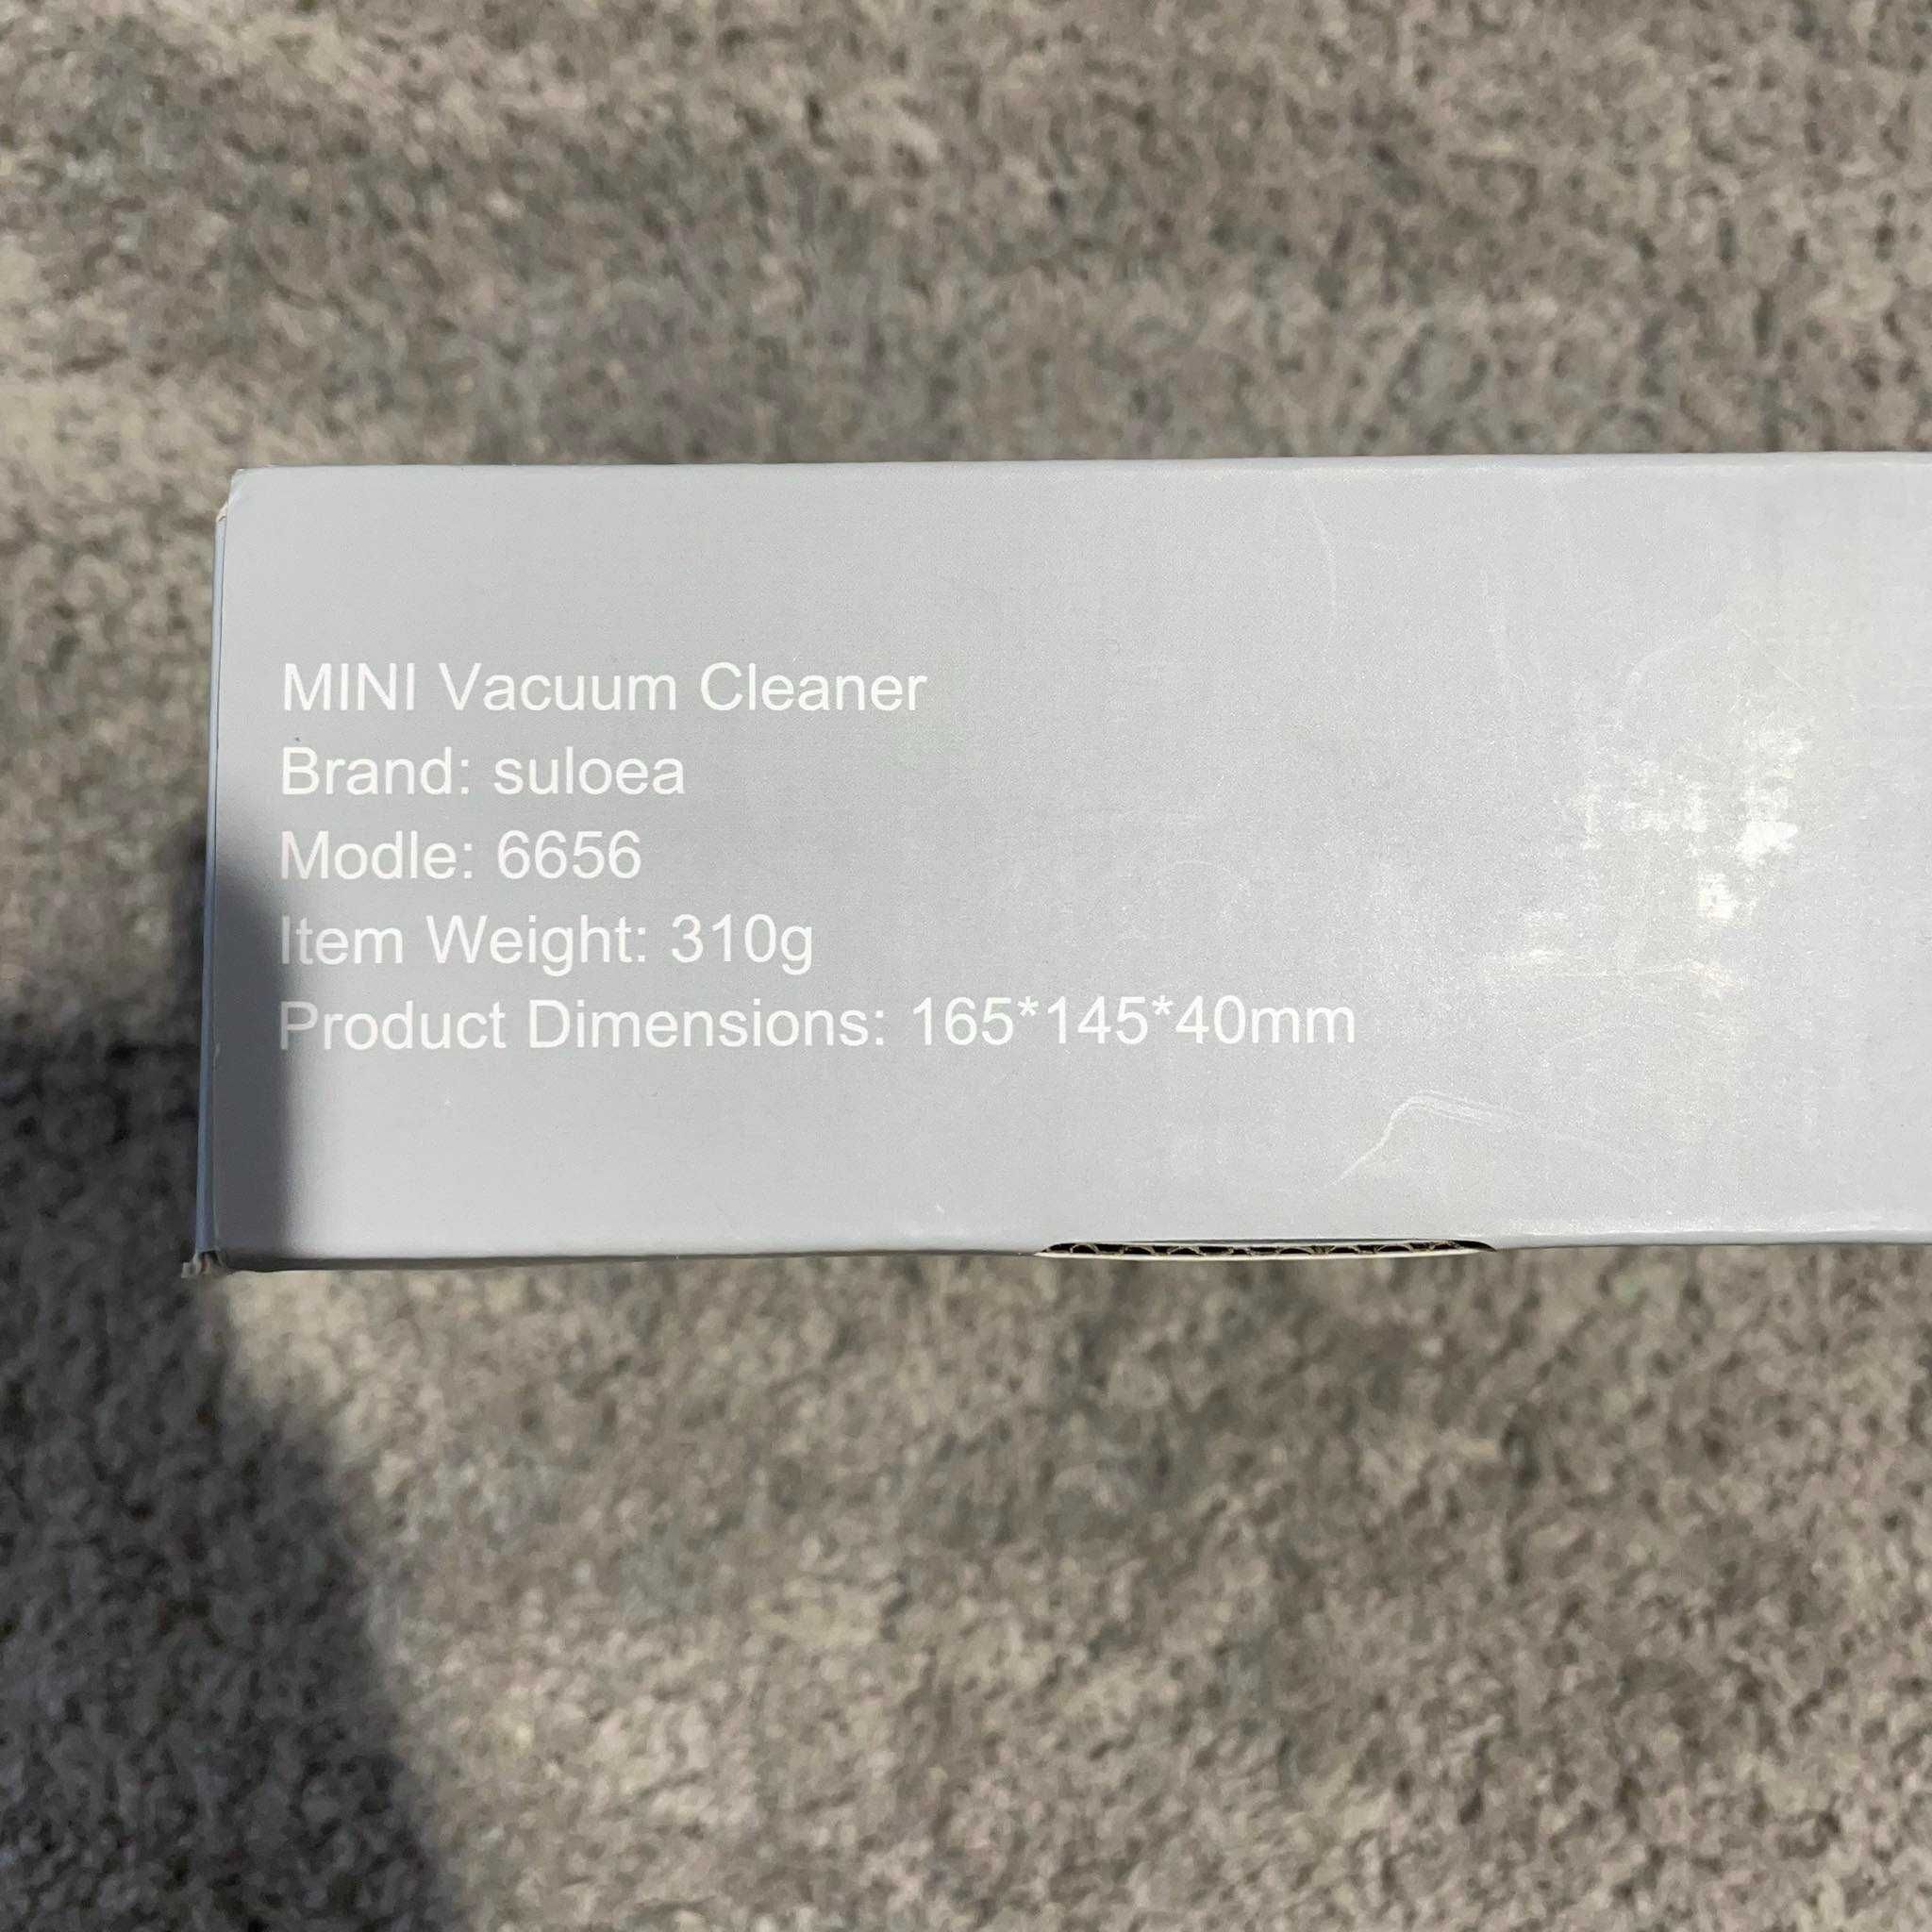 MINI Vacuum Cleaner
Brand: suloea
Modle: 6656
Item Weight: 310g
Product Dimensions: 165*145*40mm